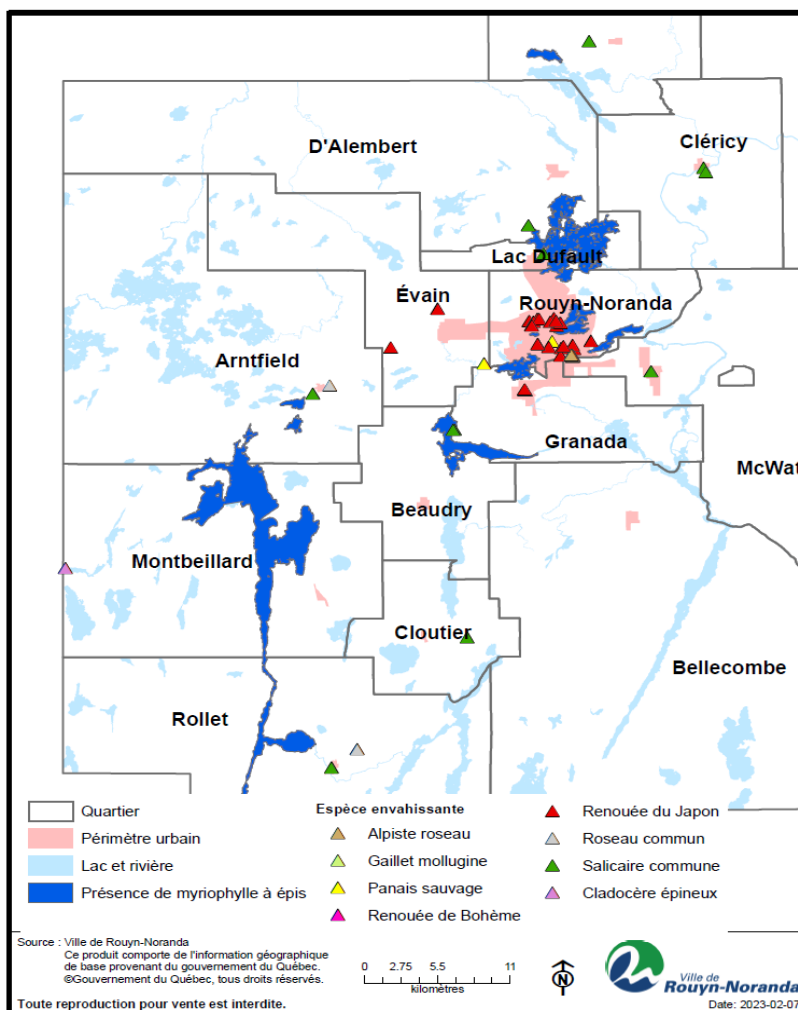 D'Alembert
Cléricy
Lac Dufault
Évain
Rouyn-Noranda
Arntfield
Granada
McWat
Beaudry
Montbeillard
Cloutier
Bellecombe
Rollet
Quartier
Périmètre urbain
Lac et rivière
Présence de myriophylle à épis
Espèce envahissante
Alpiste roseau
Gaillet mollugine
Panais sauvage
Renouée de Bohème
Renouée du Japon
Roseau commun
Salicaire commune
Cladocère épineux
Source : Ville de Rouyn-Noranda
Ce produit comporte de l'information géographique
de base provenant du gouvernement du Québec.
©Gouvernement du Québec, tous droits réservés.
Toute reproduction pour vente est interdite.
0 2.75 5.5 11
kilomètres
N
Ville de
Rouyn-Noranda
Date: 2023-02-07